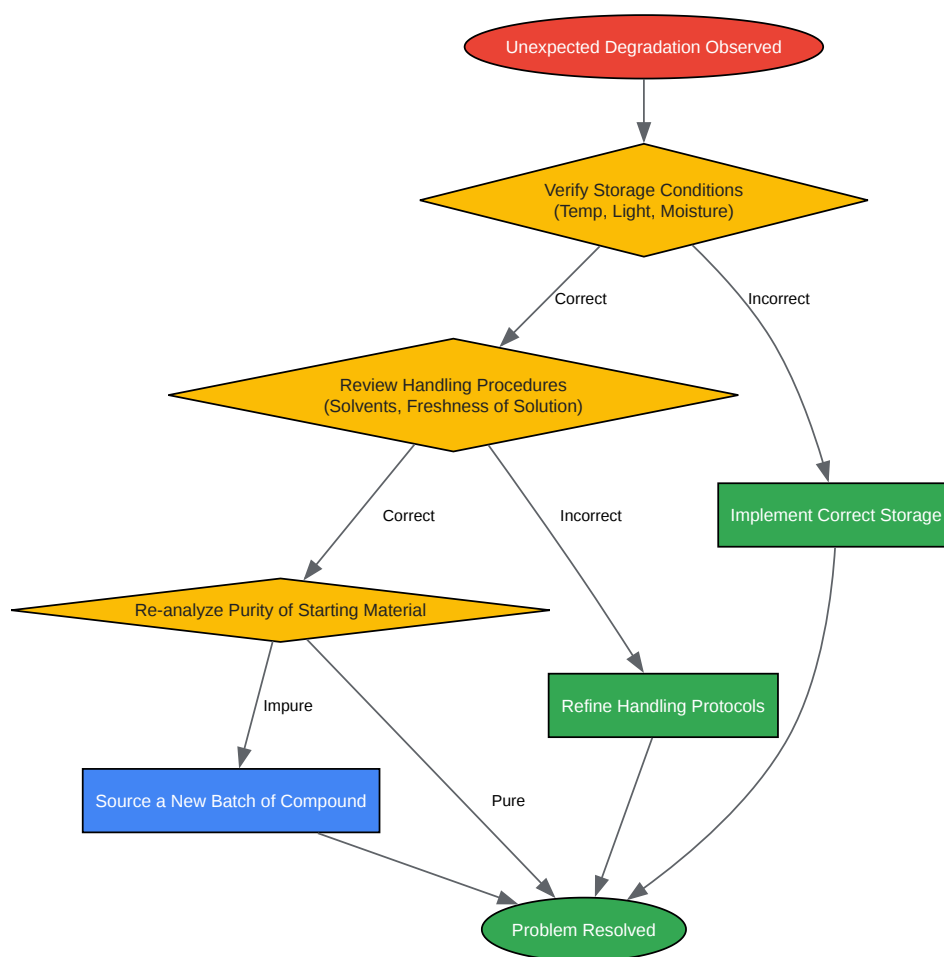 Unexpected Degradation Observed
Verify Storage Conditions
(Temp, Light, Moisture)
Correct
Incorrect
Review Handling Procedures
(Solvents, Freshness of Solution)
Correct
Incorrect
Implement Correct Storage
Re-analyze Purity of Starting Material
Impure
Refine Handling Protocols
Source a New Batch of Compound
Pure
Problem Resolved